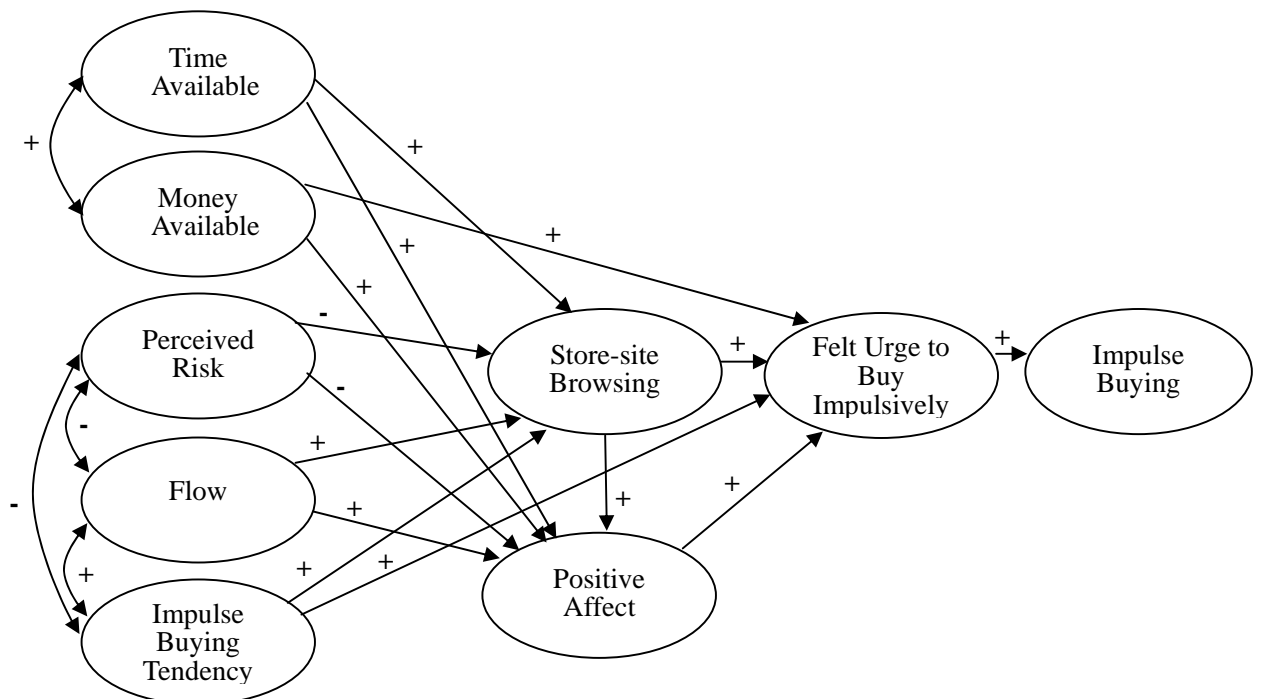 Time
Available
+
+
Money
Available
+
+
+
Perceived
Risk
-
-
Store-site
Browsing
+
Felt Urge to
Buy
Impulsively
+
Impulse
Buying
-
+
Flow
-
+
+
+
+
+
+
Positive
Affect
Impulse
Buying
Tendency